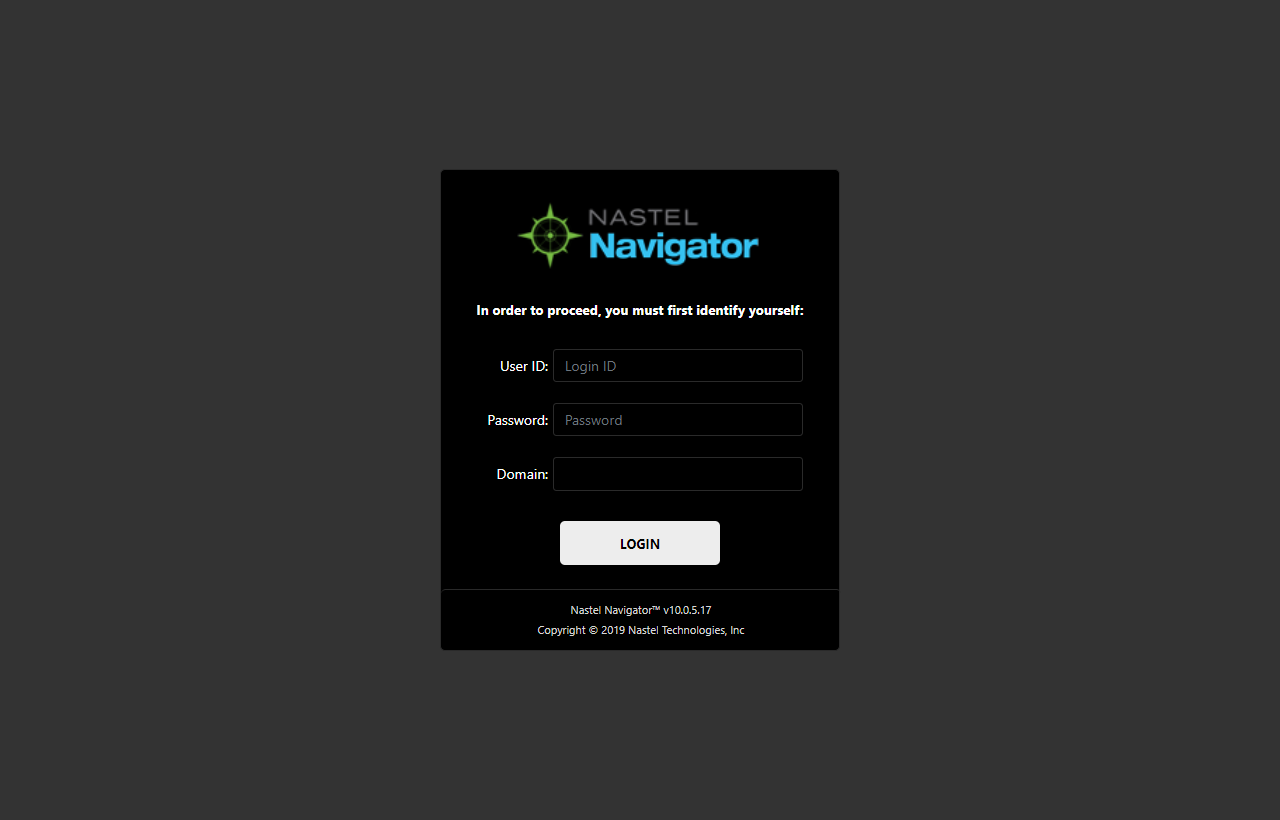 NASTEL
Navigator
In order to proceed, you must first identify yourself:
User ID: Login ID
Password: Password
Domain:
LOGIN
Nastel Navigator™ v10.0.5.17
Copyright © 2019 Nastel Technologies, Inc